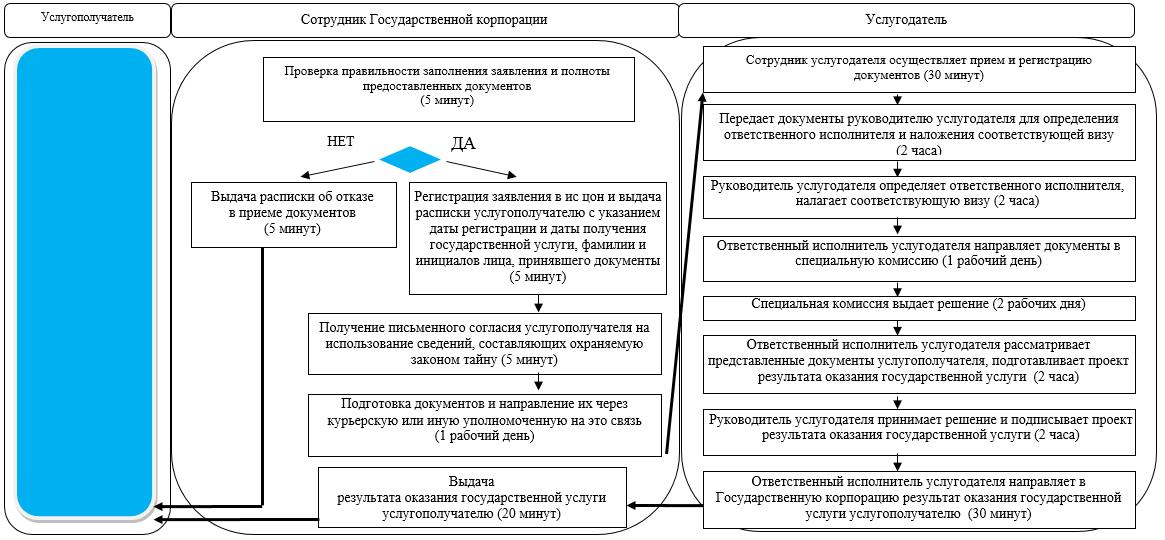 Услугополучатель
Сотрудник Государственной корпорации
Услугодатель
Проверка правильности заполнения заявления и полноты
предоставленных документов
(5 минут)
НЕТ
ДА
Выдача расписки об отказе
в приеме документов
(5 минут)
Регистрация заявления в ис цон и выдача
расписки услугополучателю с указанием
даты регистрации и даты получения
государственной услуги, фамилии и
инициалов лица, принявшего документы
(5 минут)
Получение письменного согласия услугополучателя на
использование сведений, составляющих охраняемую
законом тайну (5 минут)
Подготовка документов и направление их через
курьерскую или иную уполномоченную на это связь
(1 рабочий день)
Выдача
результата оказания государственной услуги
услугополучателю (20 минут)
Сотрудник услугодателя осуществляет прием и регистрацию
документов (30 минут)
Передает документы руководителю услугодателя для определения
ответственного исполнителя и наложения соответствующей визу
(2 часа)
Руководитель услугодателя определяет ответственного исполнителя,
налагает соответствующую визу (2 часа)
Ответственный исполнитель услугодателя направляет документы в
специальную комиссию (1 рабочий день)
Специальная комиссия выдает решение (2 рабочих дня)
Ответственный исполнитель услугодателя рассматривает
представленные документы услугополучателя, подготавливает проект
результата оказания государственной услуги (2 часа)
Руководитель услугодателя принимает решение и подписывает проект
результата оказания государственной услуги (2 часа)
Ответственный исполнитель услугодателя направляет в
Государственную корпорацию результат оказания государственной
услуги услугополучателю (30 минут)